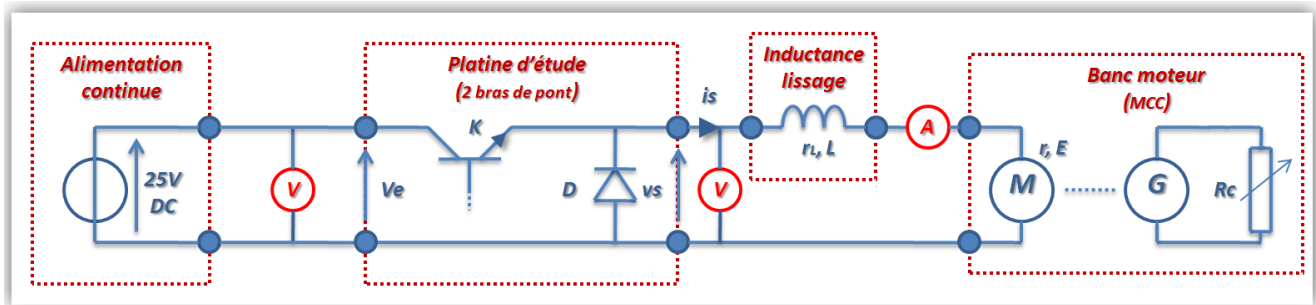 Alimentation
continue
25V
DC
V
Platine d'étude
(2 bras de pont)
Ve
K
D
vs
is
V
Inductance
lissage
rL, L
A
Banc moteur
(MCC)
r, E
M
G
Rc